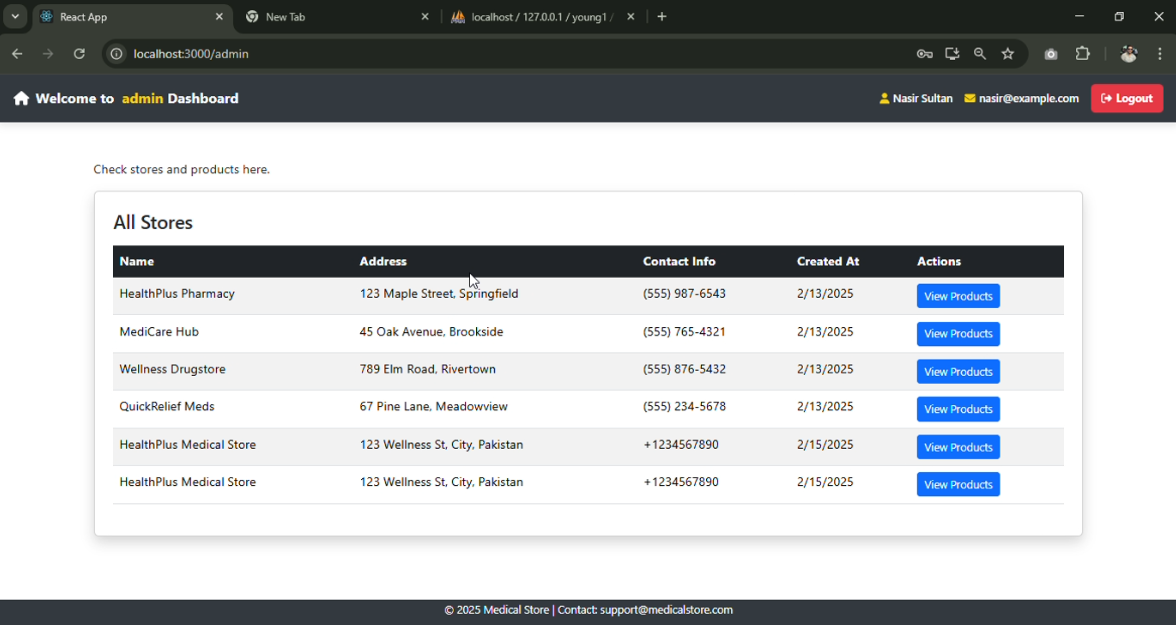 React App
New Tab
localhost / 127.0.0.1 / young1 /
localhost:3000/admin
Welcome to admin Dashboard
Nasir Sultan nasir@example.com Logout
Check stores and products here.
All Stores
Name Address Contact Info Created At Actions
HealthPlus Pharmacy 123 Maple Street, Springfield (555) 987-6543 2/13/2025 View Products
MediCare Hub 45 Oak Avenue, Brookside (555) 765-4321 2/13/2025 View Products
Wellness Drugstore 789 Elm Road, Rivertown (555) 876-5432 2/13/2025 View Products
QuickRelief Meds 67 Pine Lane, Meadowview (555) 234-5678 2/13/2025 View Products
HealthPlus Medical Store 123 Wellness St, City, Pakistan +1234567890 2/15/2025 View Products
HealthPlus Medical Store 123 Wellness St, City, Pakistan +1234567890 2/15/2025 View Products
© 2025 Medical Store | Contact: support@medicalstore.com